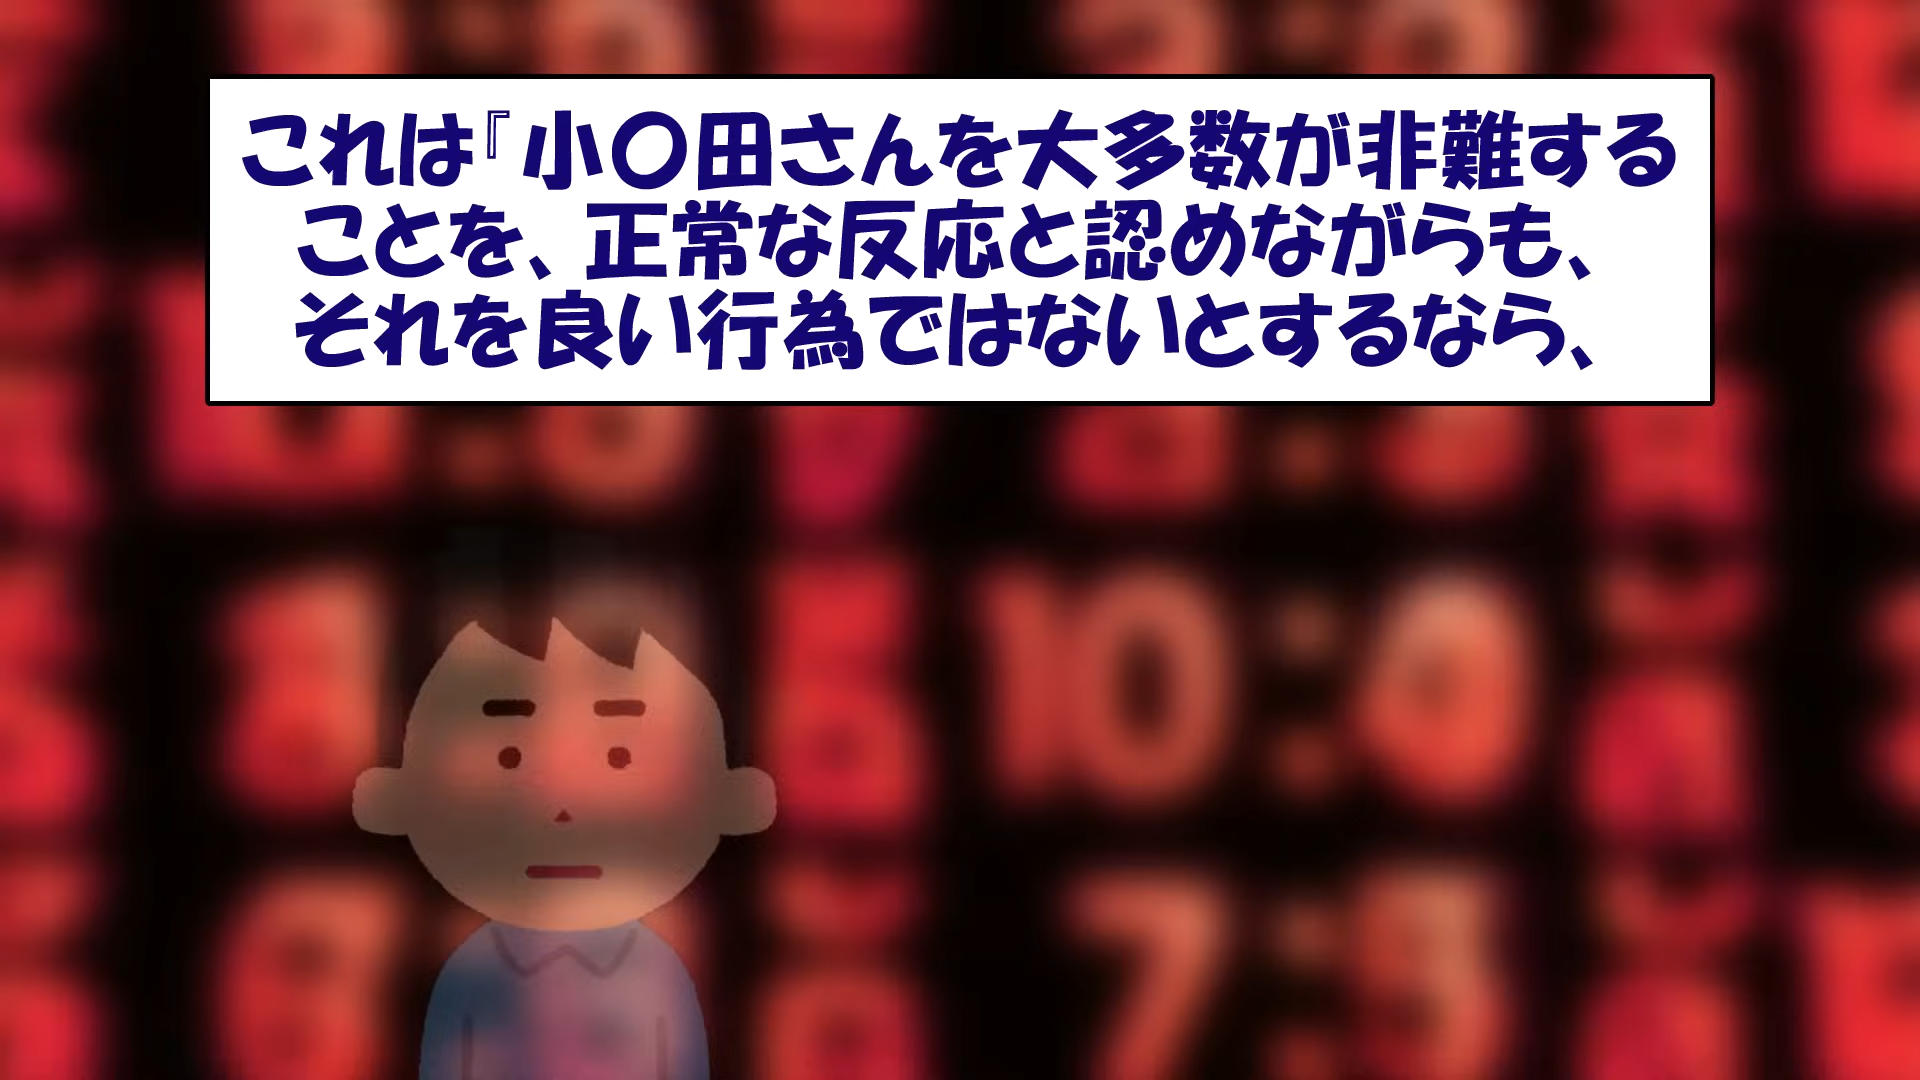 これは『小〇田さんを大多数が非難する
ことを、正常な反応と認めながらも、
それを良い行為ではないとするなら、